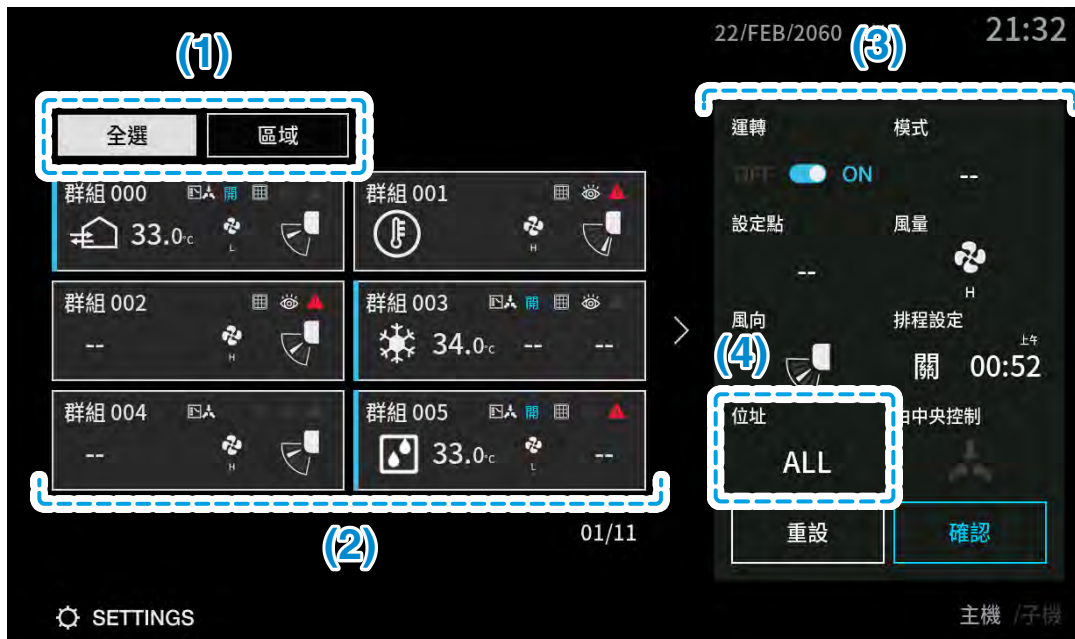 22/FEB/2060 21:32
(1)
(3)
全選 區域
群組 000 開
33.0°C
L
群組 001
H
群組 002
--
H
群組 003 開
34.0°C -- --
群組 004
--
H
群組 005 開
33.0°C
L
--
(2)
01/11
運轉 模式
OFF ON --
設定點 風量
--
H
風向 排程設定
(4)
關 上午 00:52
位址 由中央控制
ALL
重設 確認
SETTINGS
主機 /子機